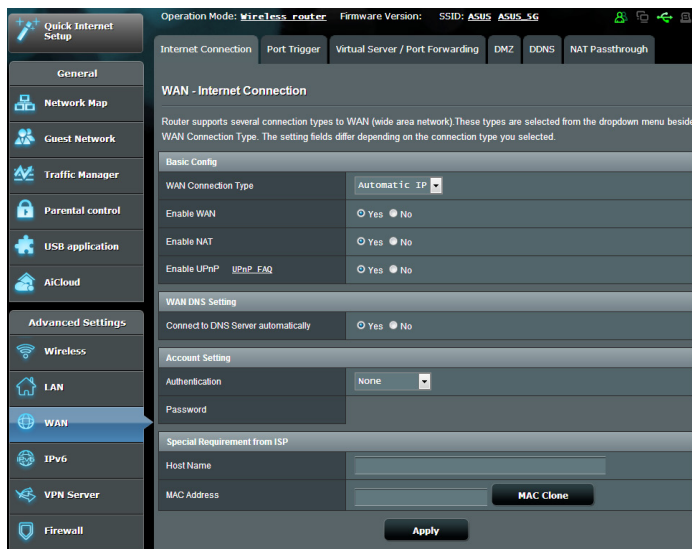 Quick Internet
Setup
General
Network Map
Guest Network
Traffic Manager
Parental control
USB application
AiCloud
Advanced Settings
Wireless
LAN
WAN
IPv6
VPN Server
Firewall
Operation Mode: Wireless router Firmware Version: SSID: ASUS ASUS_5G
Internet Connection Port Trigger Virtual Server / Port Forwarding DMZ DDNS NAT Passthrough
WAN - Internet Connection
Router supports several connection types to WAN (wide area network).These types are selected from the dropdown menu beside
WAN Connection Type. The setting fields differ depending on the connection type you selected.
Basic Config
WAN Connection Type Automatic IP
Enable WAN Yes No
Enable NAT Yes No
Enable UPnP UPnP FAQ Yes No
WAN DNS Setting
Connect to DNS Server automatically Yes No
Account Setting
Authentication None
Password
Special Requirement from ISP
Host Name
MAC Address MAC Clone
Apply